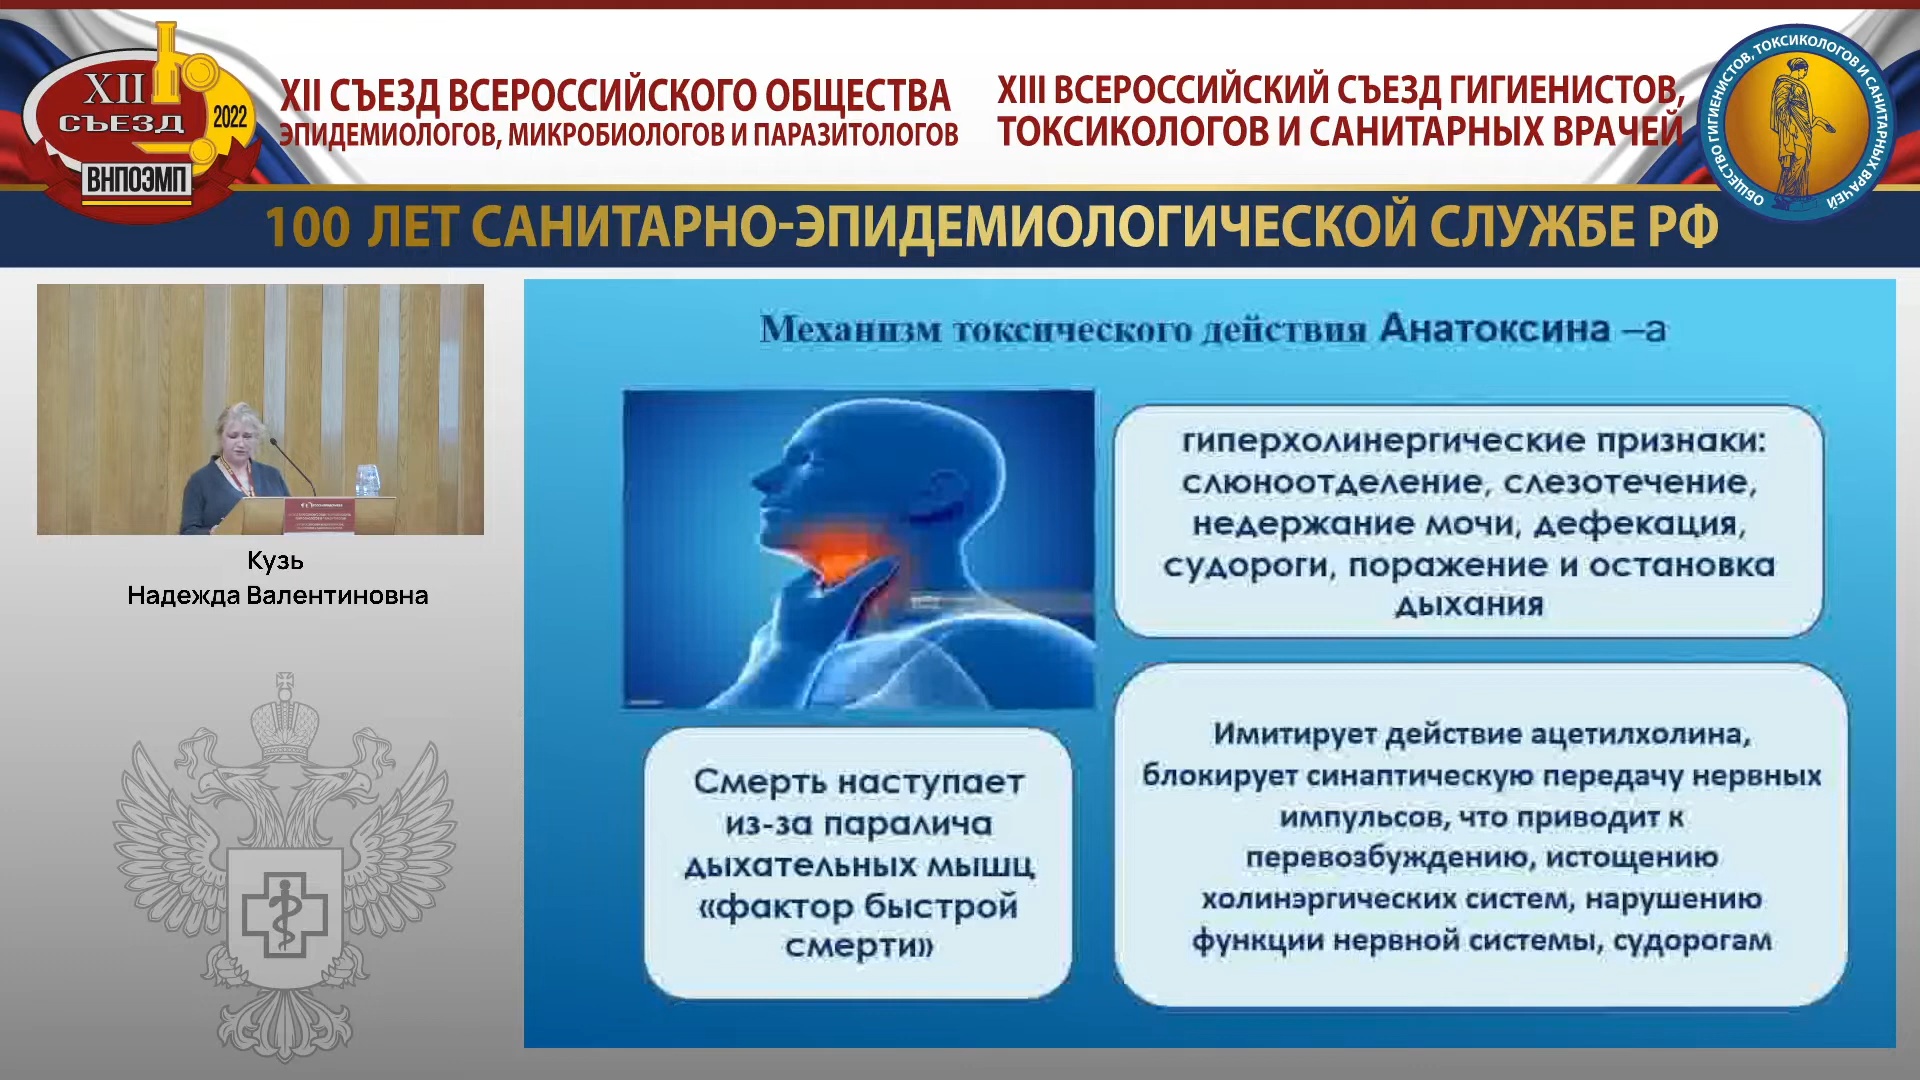 XII
СЪЕЗД
2022
ВНПОЭМП
XII СЪЕЗД ВСЕРОССИЙСКОГО ОБЩЕСТВА
ЭПИДЕМИОЛОГОВ, МИКРОБИОЛОГОВ И ПАРАЗИТОЛОГОВ
XIII ВСЕРОССИЙСКИЙ СЪЕЗД ГИГИЕНИСТОВ,
ТОКСИКОЛОГОВ И САНИТАРНЫХ ВРАЧЕЙ
ОБЩЕСТВО ГИГИЕНИСТОВ, ТОКСИКОЛОГОВ И САНИТАРНЫХ ВРАЧЕЙ
100 ЛЕТ САНИТАРНО-ЭПИДЕМИОЛОГИЧЕСКОЙ СЛУЖБЕ РФ
Кузь
Надежда Валентиновна
Механизм токсического действия Анатоксина –а
гиперхолинергические признаки:
слюноотделение, слезотечение,
недержание мочи, дефекация,
судороги, поражение и остановка
дыхания
Смерть наступает
из-за паралича
дыхательных мышц
«фактор быстрой
смерти»
Имитирует действие ацетилхолина,
блокирует синаптическую передачу нервных
импульсов, что приводит к
перевозбуждению, истощению
холинэргических систем, нарушению
функции нервной системы, судорогам